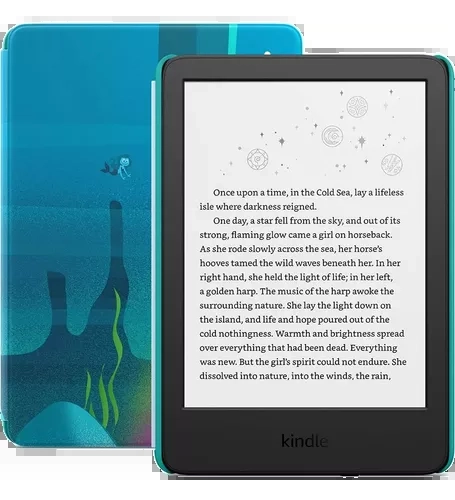 Once upon a time, in the Cold Sea, lay a lifeless
isle where darkness reigned.
One day, a star fell from the sky, and out of its
strong, flaming glow came a girl on horseback.
As she rode slowly across the sea, her horse's
hooves tamed the wild waves beneath her. In her
right hand, she held the light of life; in her left,
a golden harp. The music of the harp awoke the
surrounding nature. She lay the light down on
the island, and life and hope poured out of the
cold nothingness. Warmth and brightness spread
over everything that had been dead. Everything
was new. But the girl's spirit could not endure. She
dissolved into nature, into the winds, the rain,
kindle